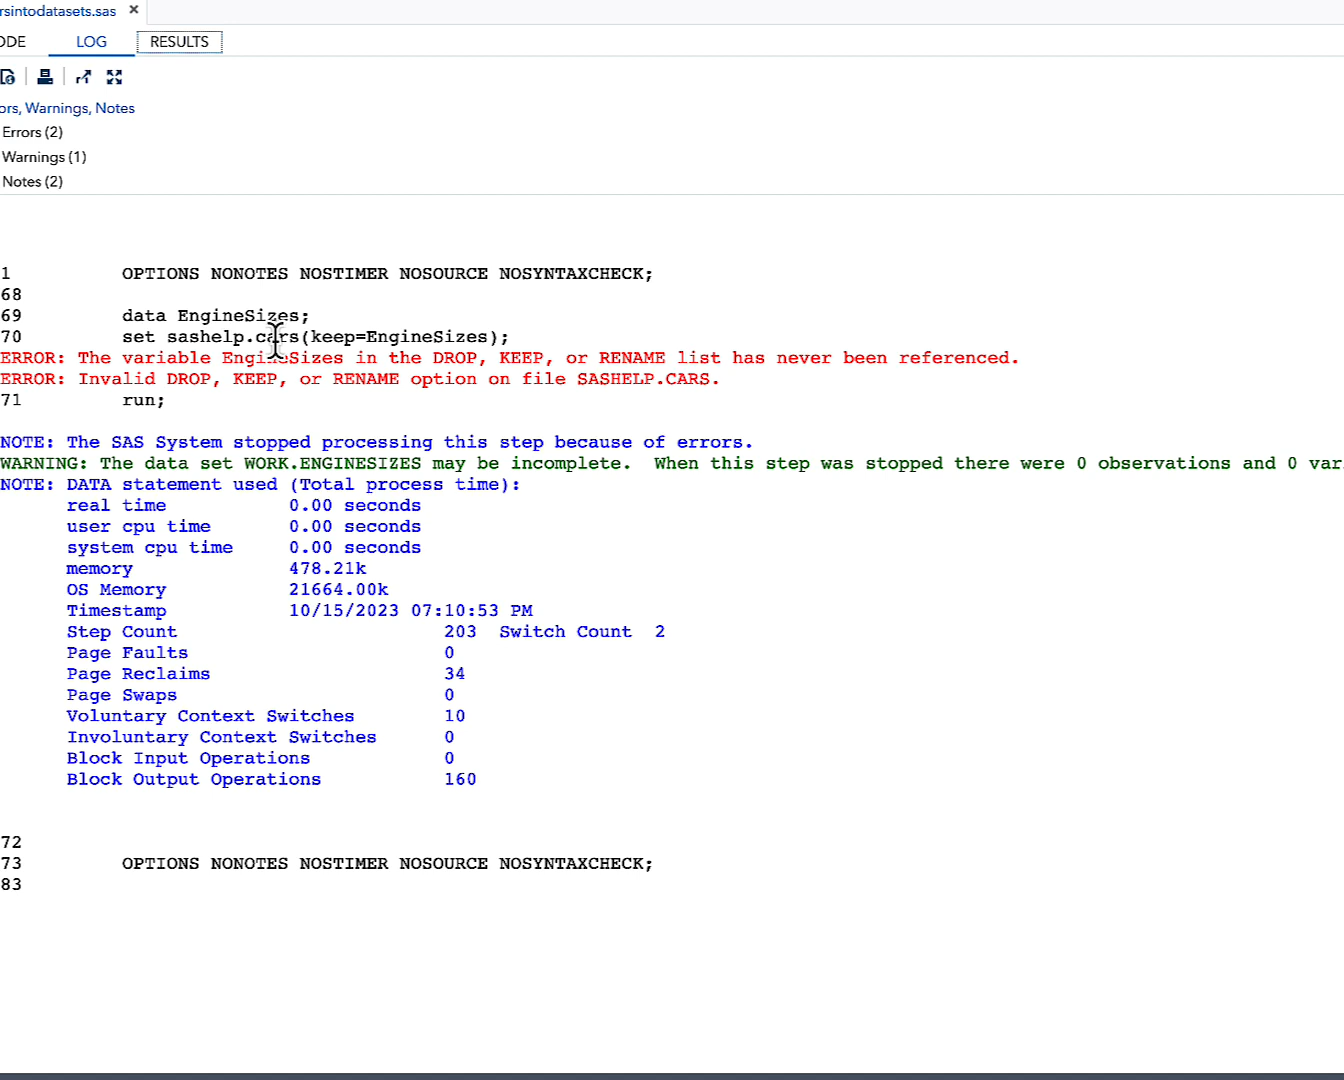 rsintodatasets.sas ×
ODE LOG RESULTS
ors, Warnings, Notes
Errors (2)
Warnings (1)
Notes (2)
1 OPTIONS NONOTES NOSTIMER NOSOURCE NOSYNTAXCHECK;
68
69 data EngineSizes;
70 set sashelp.cars(keep=EngineSizes);
ERROR: The variable EngineSizes in the DROP, KEEP, or RENAME list has never been referenced.
ERROR: Invalid DROP, KEEP, or RENAME option on file SASHELP.CARS.
71 run;
NOTE: The SAS System stopped processing this step because of errors.
WARNING: The data set WORK.ENGINESIZES may be incomplete. When this step was stopped there were 0 observations and 0 var
NOTE: DATA statement used (Total process time):
real time 0.00 seconds
user cpu time 0.00 seconds
system cpu time 0.00 seconds
memory 478.21k
OS Memory 21664.00k
Timestamp 10/15/2023 07:10:53 PM
Step Count 203 Switch Count 2
Page Faults 0
Page Reclaims 34
Page Swaps 0
Voluntary Context Switches 10
Involuntary Context Switches 0
Block Input Operations 0
Block Output Operations 160
72
73 OPTIONS NONOTES NOSTIMER NOSOURCE NOSYNTAXCHECK;
83